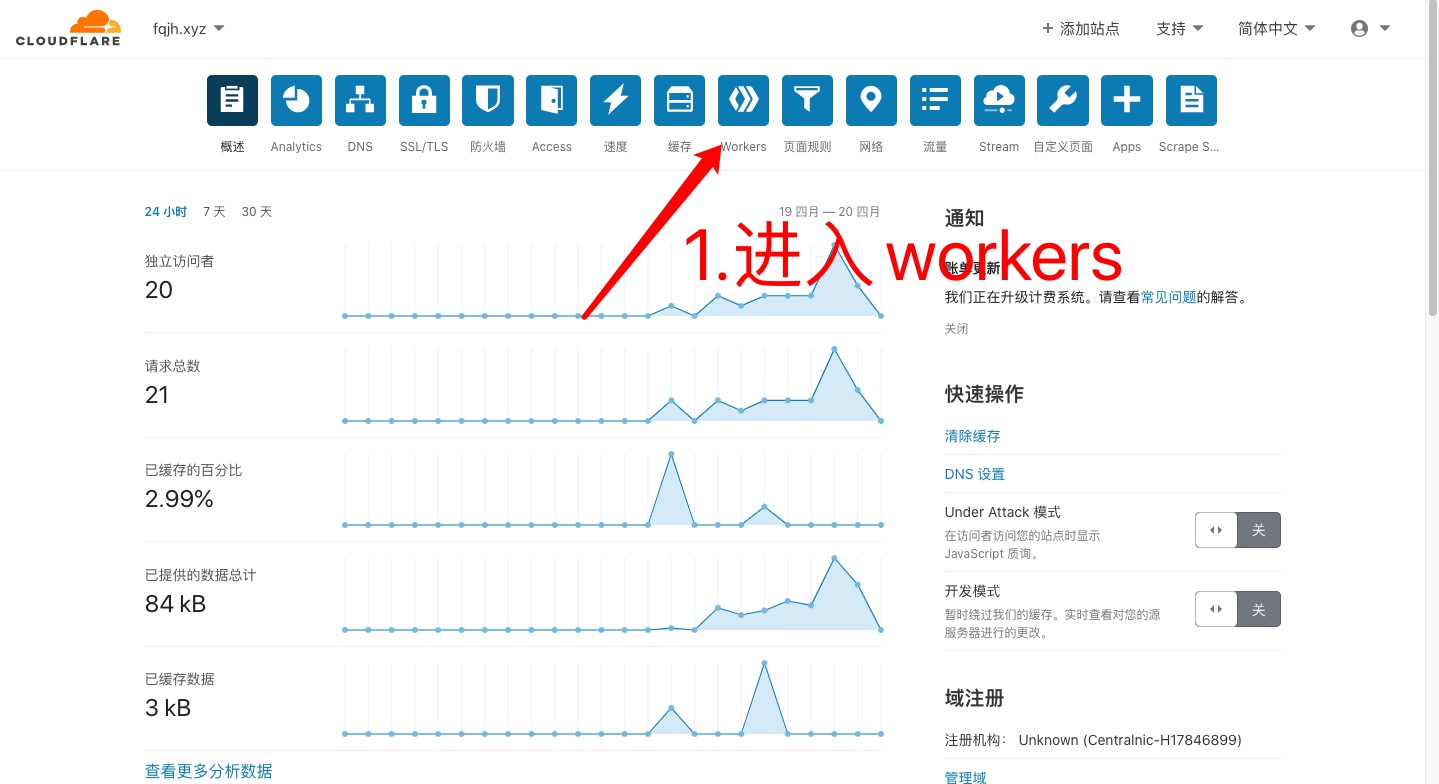 CLOUDFLARE
fqjh.xyz
+ 添加站点
支持
简体中文
概述
Analytics
DNS
SSL/TLS
防火墙
Access
速度
缓存
Workers
页面规则
网络
流量
Stream
自定义页面
Apps
Scrape S...
24 小时 7 天 30 天
19 四月 — 20 四月
1.进入workers
独立访问者
20
请求总数
21
已缓存的百分比
2.99%
已提供的数据总计
84 kB
已缓存数据
3 kB
查看更多分析数据
通知
账单更新
我们正在升级计费系统。请查看常见问题的解答。
关闭
快速操作
清除缓存
DNS 设置
Under Attack 模式
在访问者访问您的站点时显示
JavaScript 质询。
关
开发模式
暂时绕过我们的缓存。实时查看对您的源
服务器进行的更改。
关
域注册
注册机构： Unknown (Centralnic-H17846899)
管理域